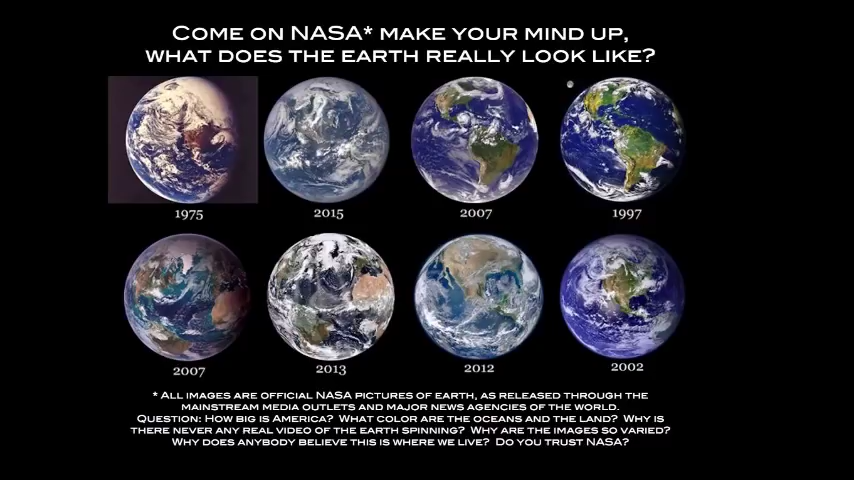 COME ON NASA* MAKE YOUR MIND UP,
WHAT DOES THE EARTH REALLY LOOK LIKE?
1975 2015 2007 1997
2007 2013 2012 2002
* ALL IMAGES ARE OFFICIAL NASA PICTURES OF EARTH, AS RELEASED THROUGH THE
MAINSTREAM MEDIA OUTLETS AND MAJOR NEWS AGENCIES OF THE WORLD.
QUESTION: HOW BIG IS AMERICA? WHAT COLOR ARE THE OCEANS AND THE LAND? WHY IS
THERE NEVER ANY REAL VIDEO OF THE EARTH SPINNING? WHY ARE THE IMAGES SO VARIED?
WHY DOES ANYBODY BELIEVE THIS IS WHERE WE LIVE? DO YOU TRUST NASA?